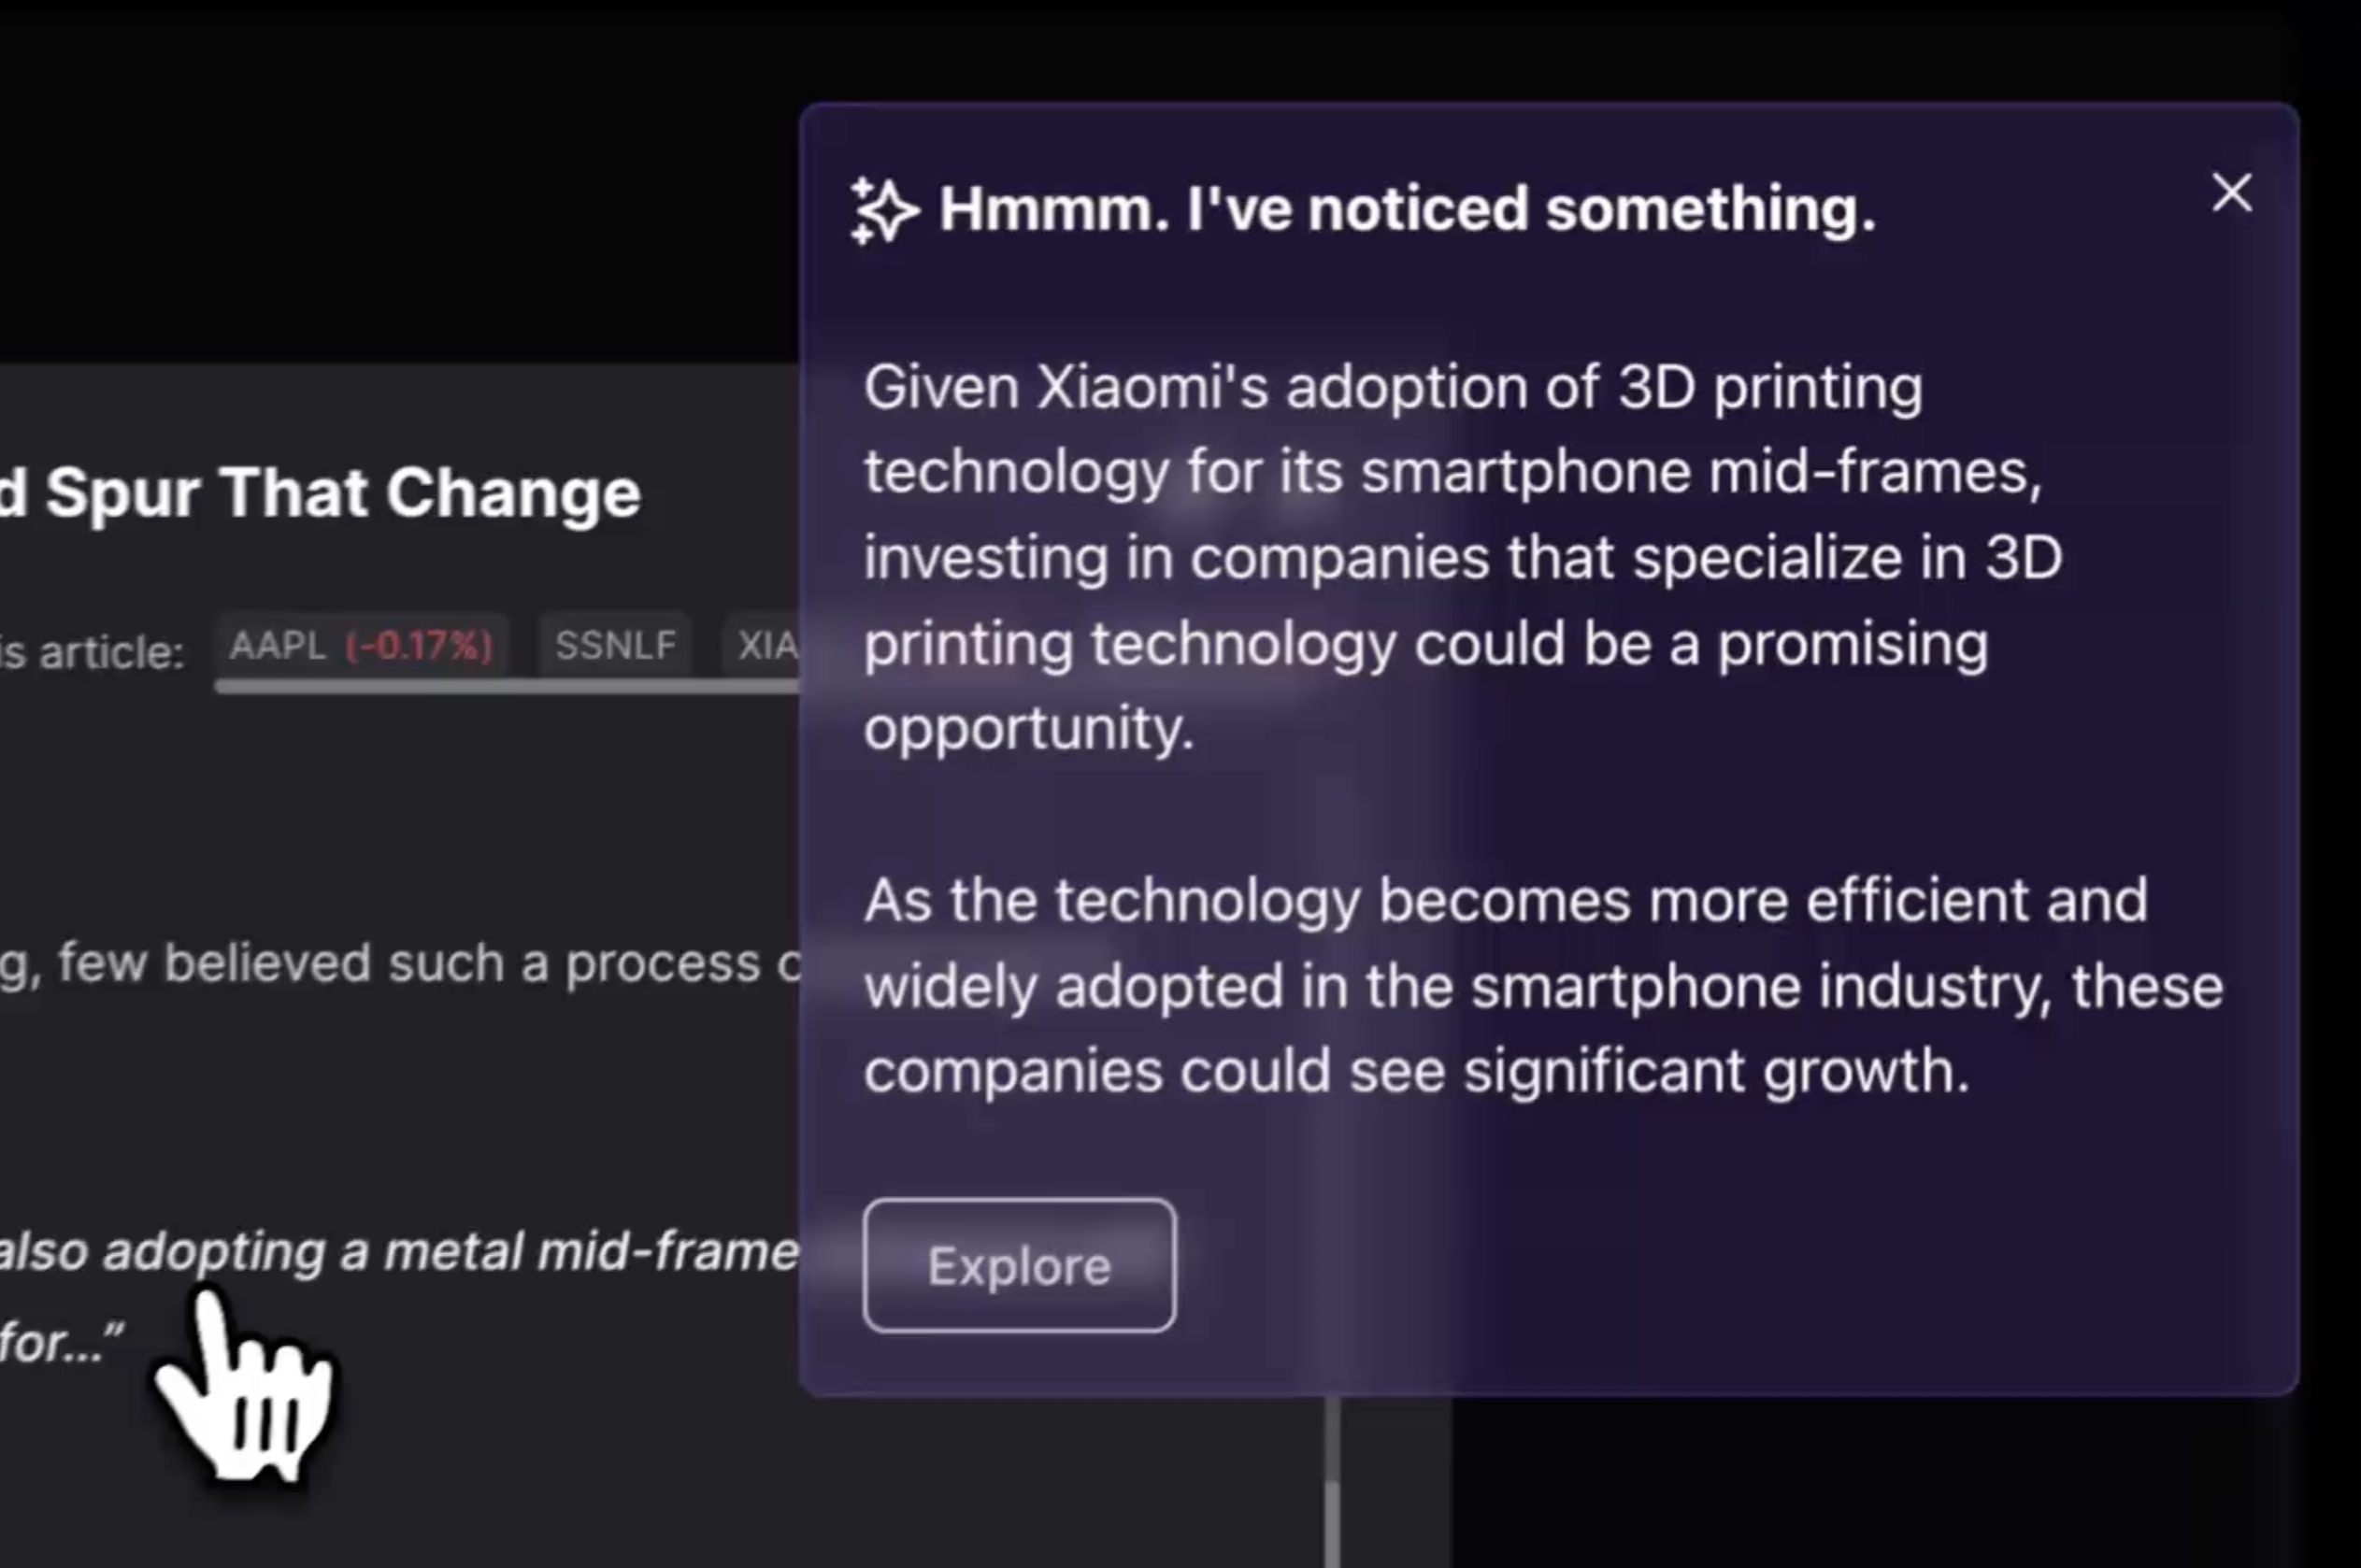 Hmmm. I've noticed something.
Given Xiaomi's adoption of 3D printing
technology for its smartphone mid-frames,
investing in companies that specialize in 3D
printing technology could be a promising
opportunity.
As the technology becomes more efficient and
widely adopted in the smartphone industry, these
companies could see significant growth.
Explore
d Spur That Change
is article: AAPL (-0.17%) SSNLF XIA
g, few believed such a process c
also adopting a metal mid-frame
for...”